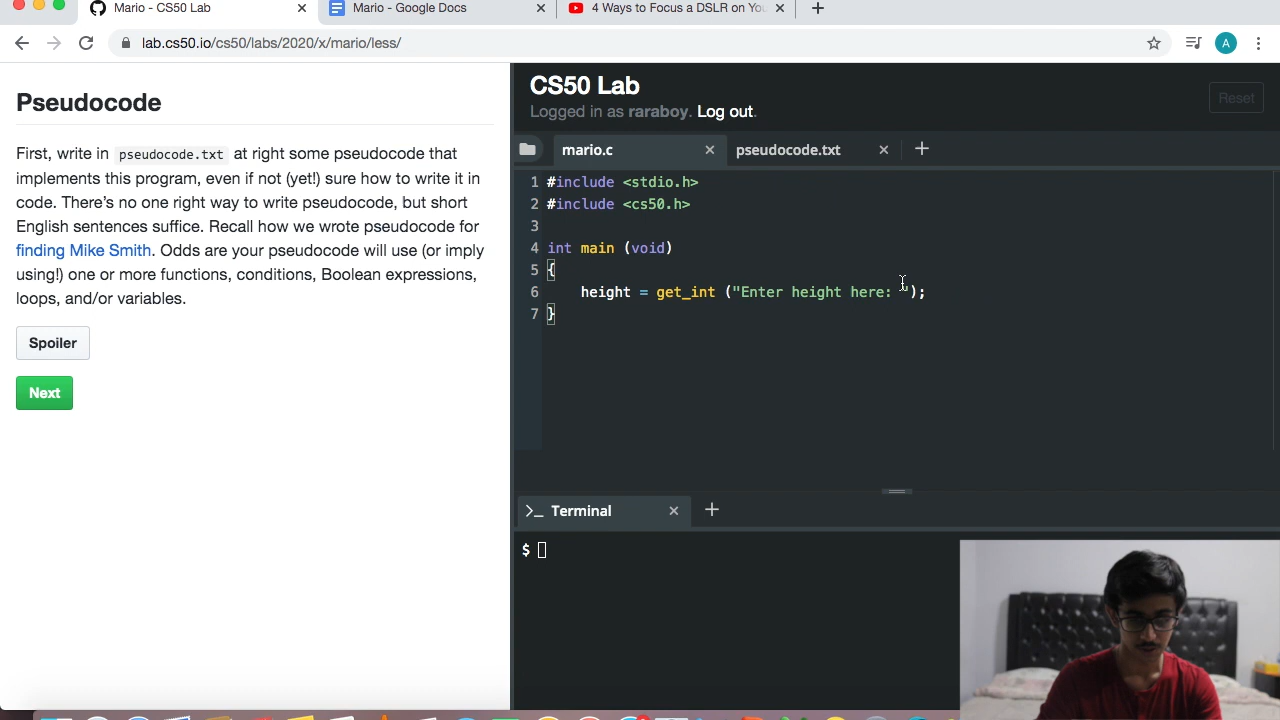 Mario - CS50 Lab
Mario - Google Docs
4 Ways to Focus a DSLR on You
lab.cs50.io/cs50/labs/2020/x/mario/less/
A
Pseudocode
First, write in pseudocode.txt at right some pseudocode that
implements this program, even if not (yet!) sure how to write it in
code. There's no one right way to write pseudocode, but short
English sentences suffice. Recall how we wrote pseudocode for
finding Mike Smith. Odds are your pseudocode will use (or imply
using!) one or more functions, conditions, Boolean expressions,
loops, and/or variables.
Spoiler
Next
CS50 Lab
Logged in as raraboy. Log out.
Reset
mario.c
pseudocode.txt
1 #include <stdio.h>
2 #include <cs50.h>
3
4 int main (void)
5 {
6 height = get_int ("Enter height here: ");
7 }
>_ Terminal
$